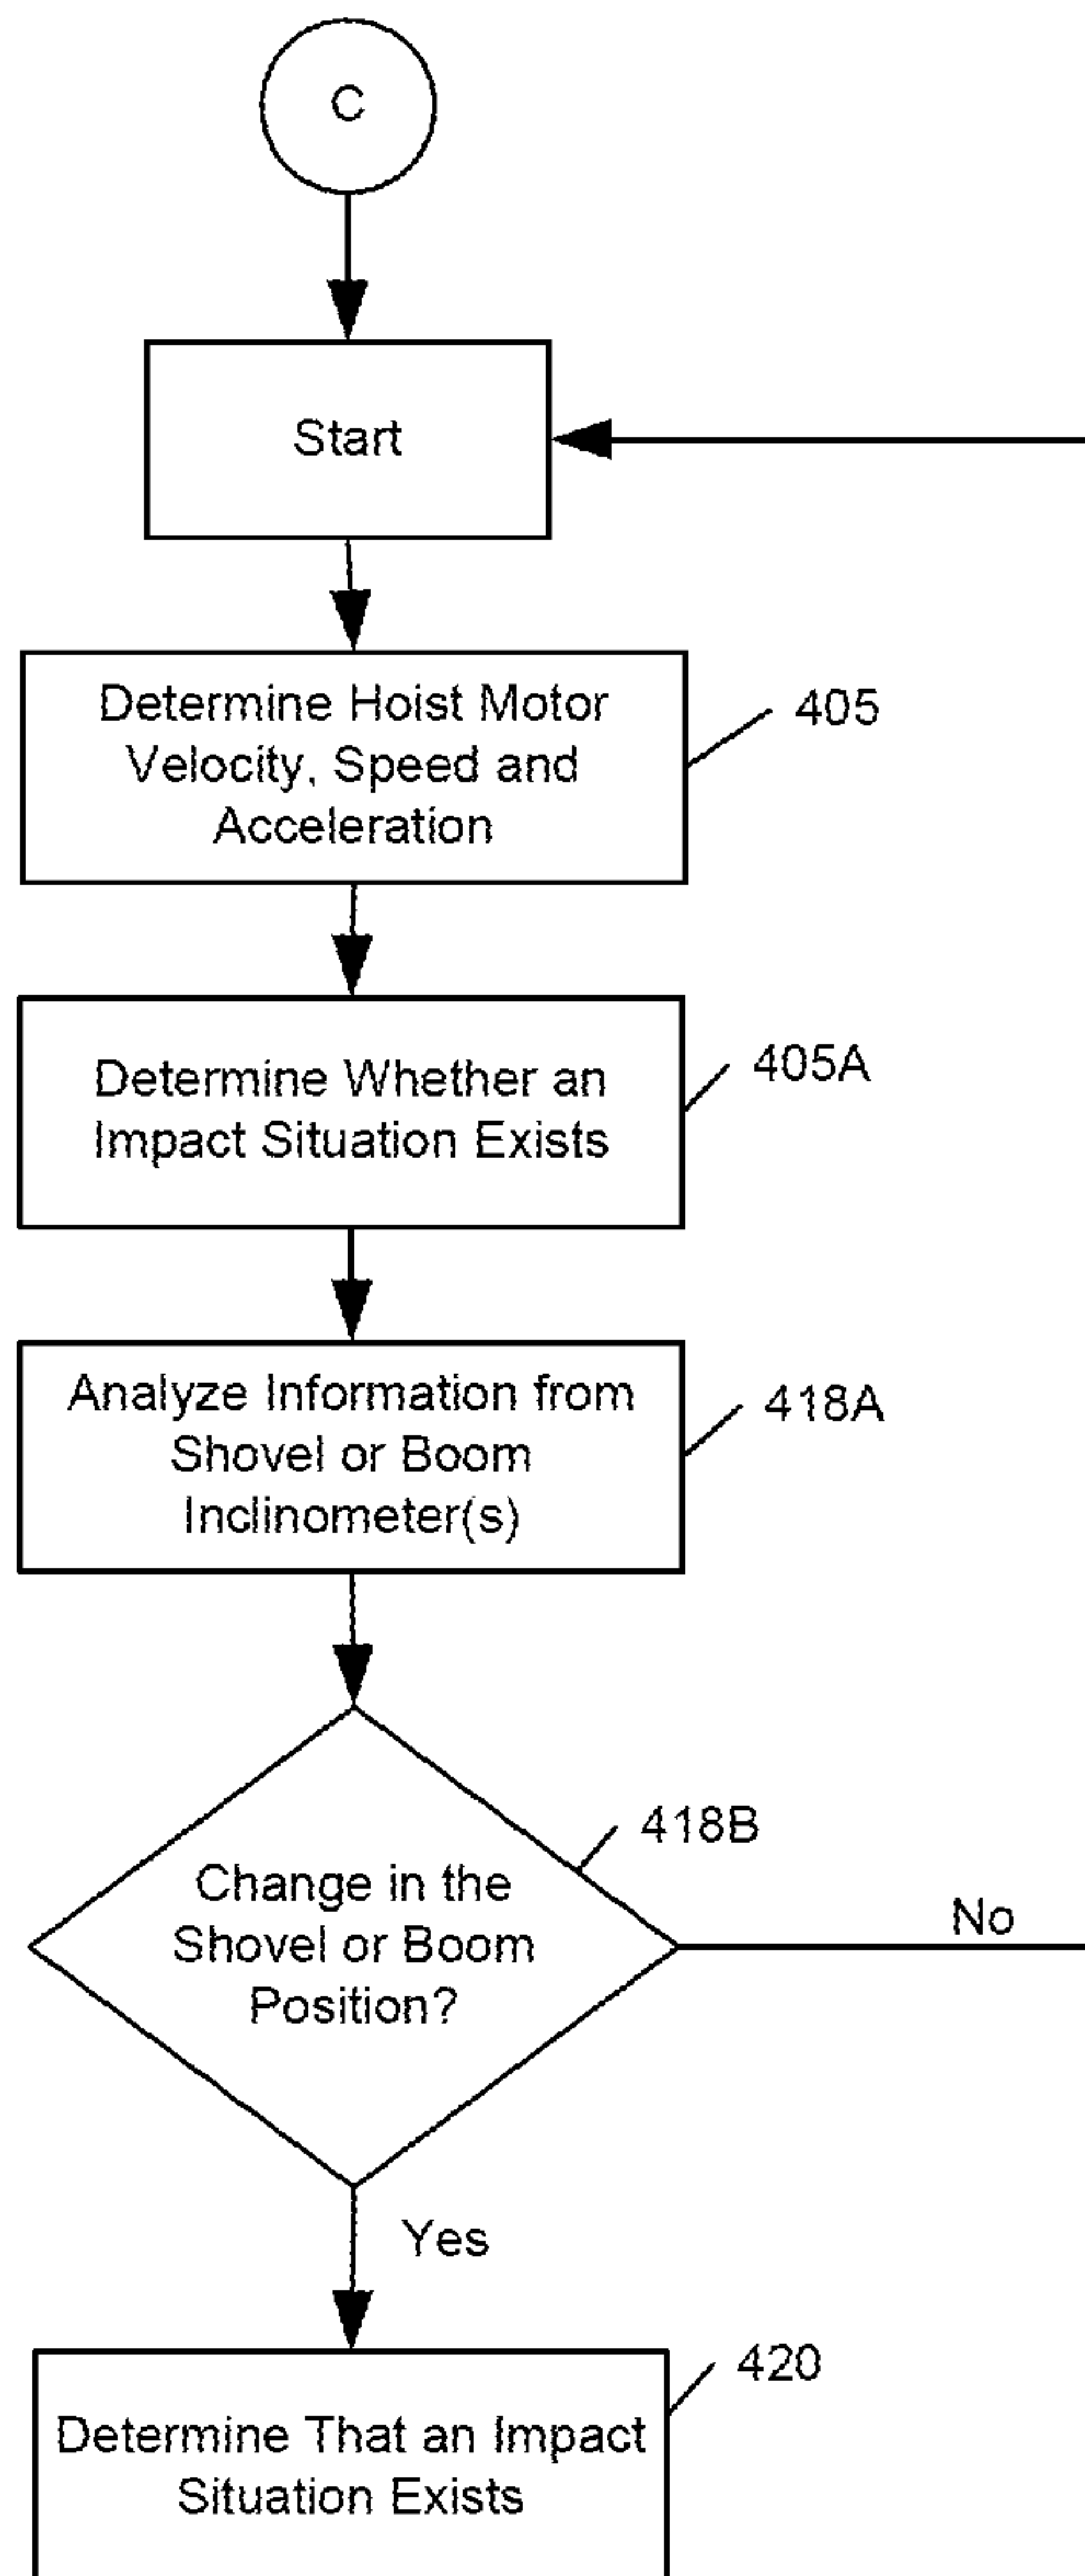 C
Start
Determine Hoist Motor
Velocity, Speed and
Acceleration
405
Determine Whether an
Impact Situation Exists
405A
Analyze Information from
Shovel or Boom
Inclinometer(s)
418A
418B
Change in the
Shovel or Boom
Position?
No
Yes
420
Determine That an Impact
Situation Exists